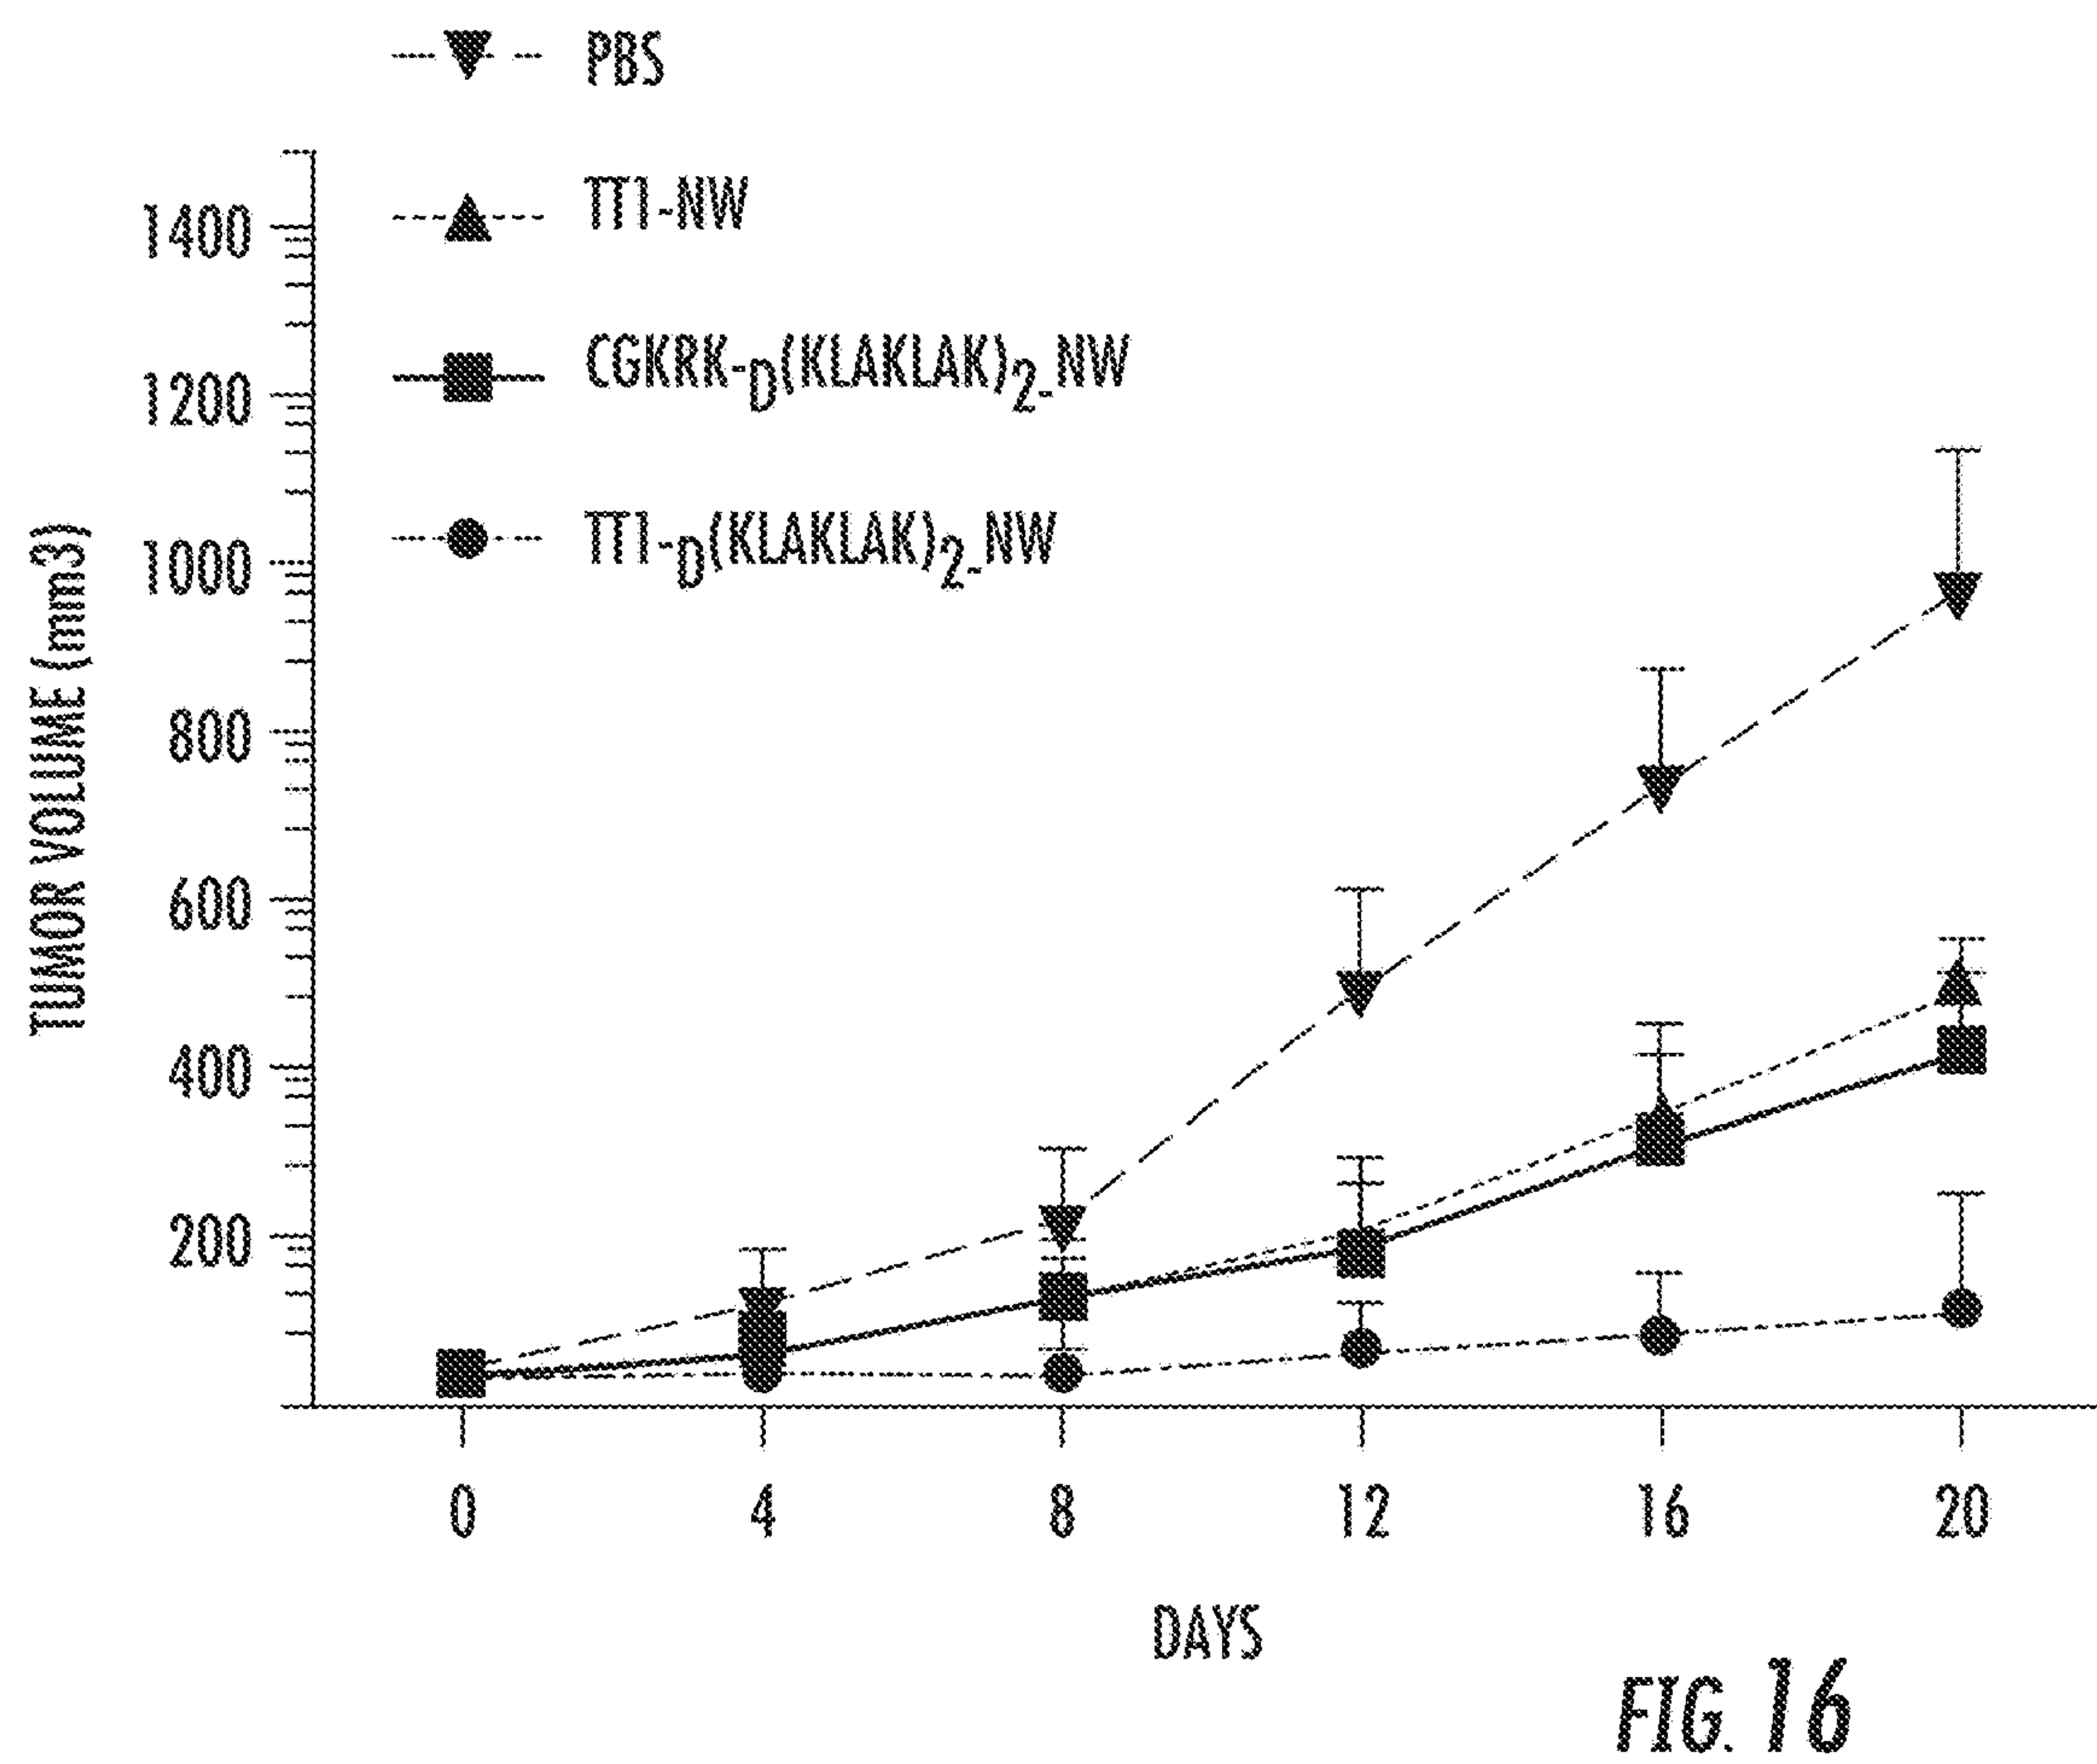 PBS
TT1-NW
CGKRK-D(KLAKLAK)2-NW
TT1-D(KLAKLAK)2-NW
1400
1200
1000
800
600
400
200
TUMOR VOLUME (mm3)
0 4 8 12 16 20
DAYS
FIG. 16